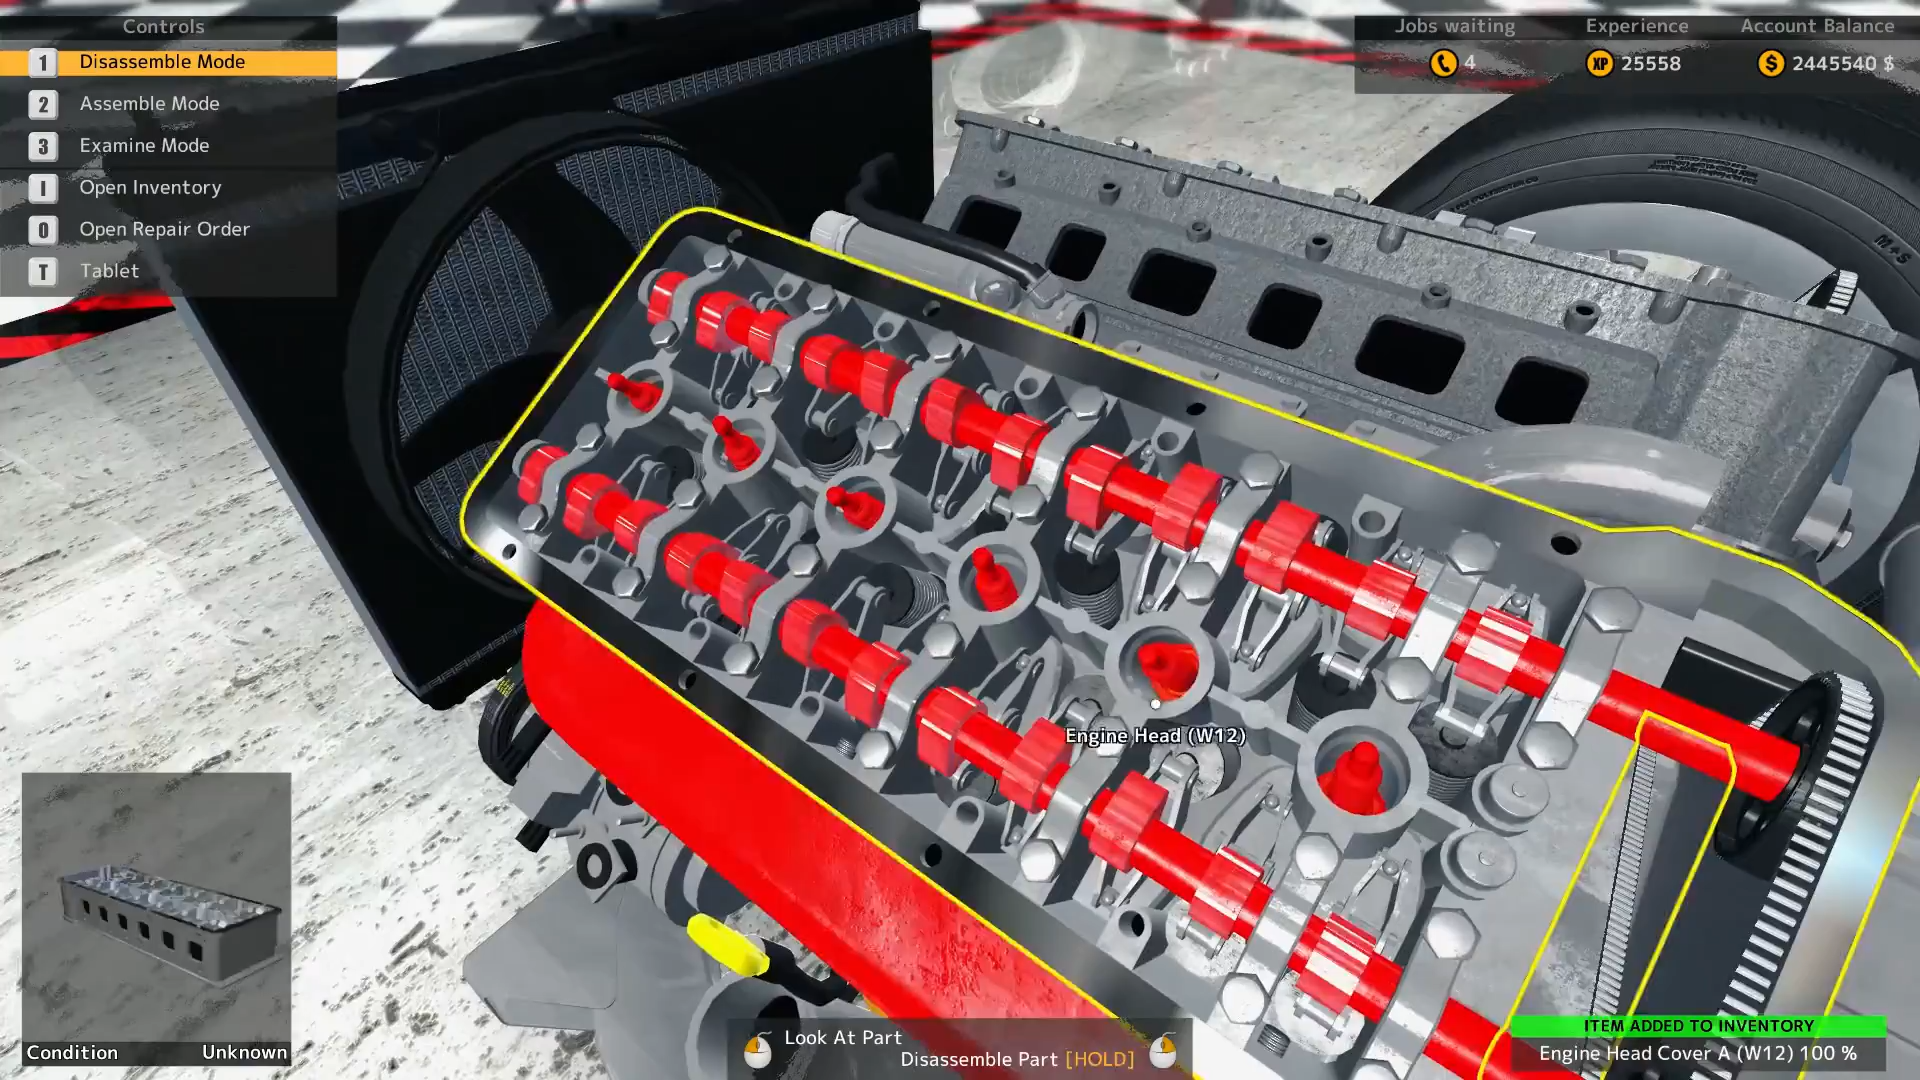 Controls
1 Disassemble Mode
2 Assemble Mode
3 Examine Mode
I Open Inventory
O Open Repair Order
T Tablet
Jobs waiting Experience Account Balance
4 XP 25558 $ 2445540 $
M+S
Engine Head (W12)
Condition Unknown
Look At Part
Disassemble Part [HOLD]
ITEM ADDED TO INVENTORY
Engine Head Cover A (W12) 100 %